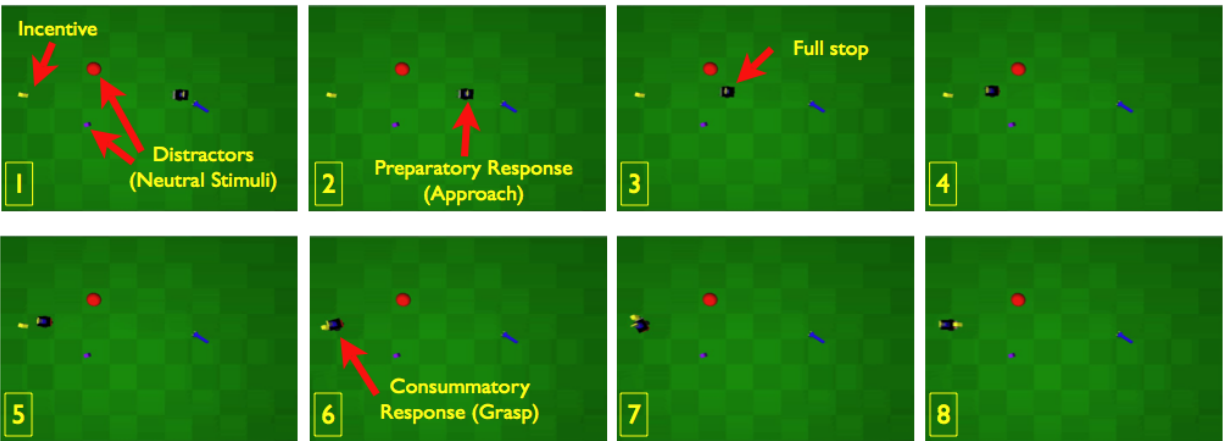 Incentive
Distractors
(Neutral Stimuli)
1
Preparatory Response
(Approach)
2
Full stop
3
4
5
Consummatory
Response (Grasp)
6
7
8